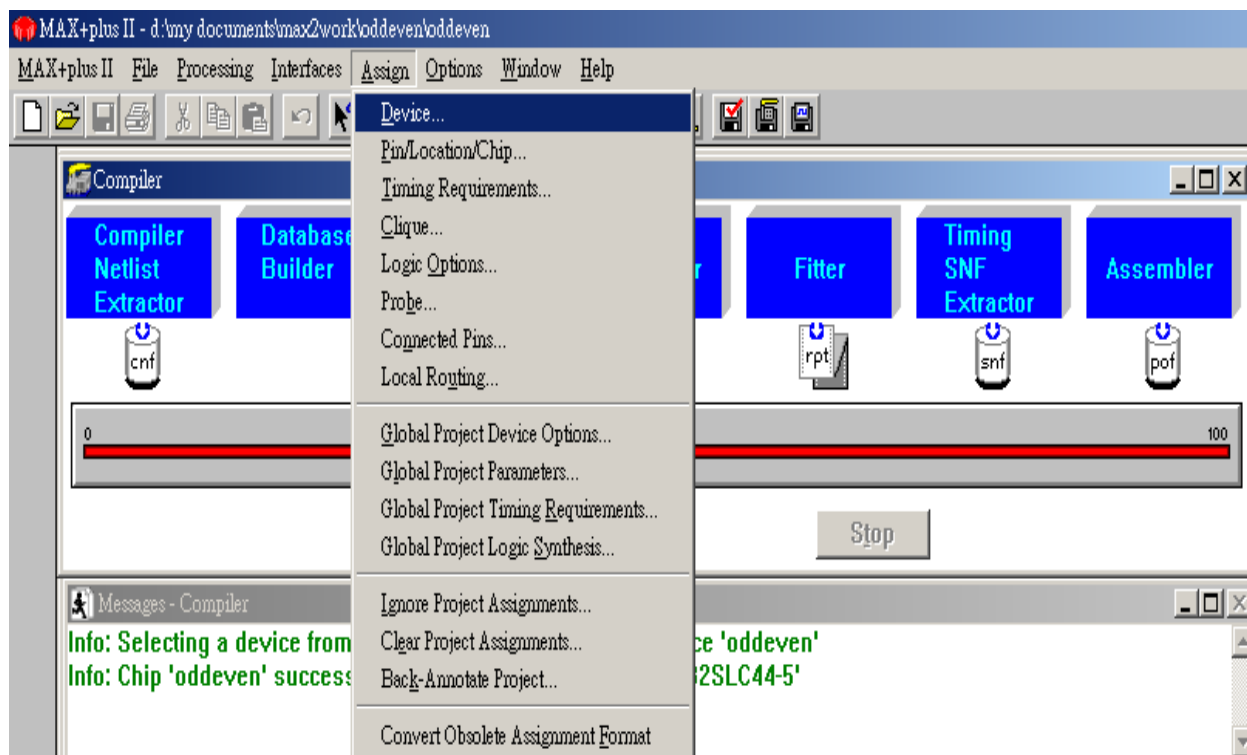 MAX+plus II - d:\my documents\max2work\oddeven\oddeven
MAX+plus II File Processing Interfaces Assign Options Window Help
Device...
Pin/Location/Chip...
Timing Requirements...
Clique...
Logic Options...
Probe...
Connected Pins...
Local Routing...
Global Project Device Options...
Global Project Parameters...
Global Project Timing Requirements...
Global Project Logic Synthesis...
Ignore Project Assignments...
Clear Project Assignments...
Back-Annotate Project...
Convert Obsolete Assignment Format
Compiler
Compiler
Netlist
Extractor
Database
Builder
r
Fitter
Timing
SNF
Extractor
Assembler
cnf
rpt
snf
pof
0 100
Stop
Messages - Compiler
Info: Selecting a device from ce 'oddeven'
Info: Chip 'oddeven' success 2SLC44-5'